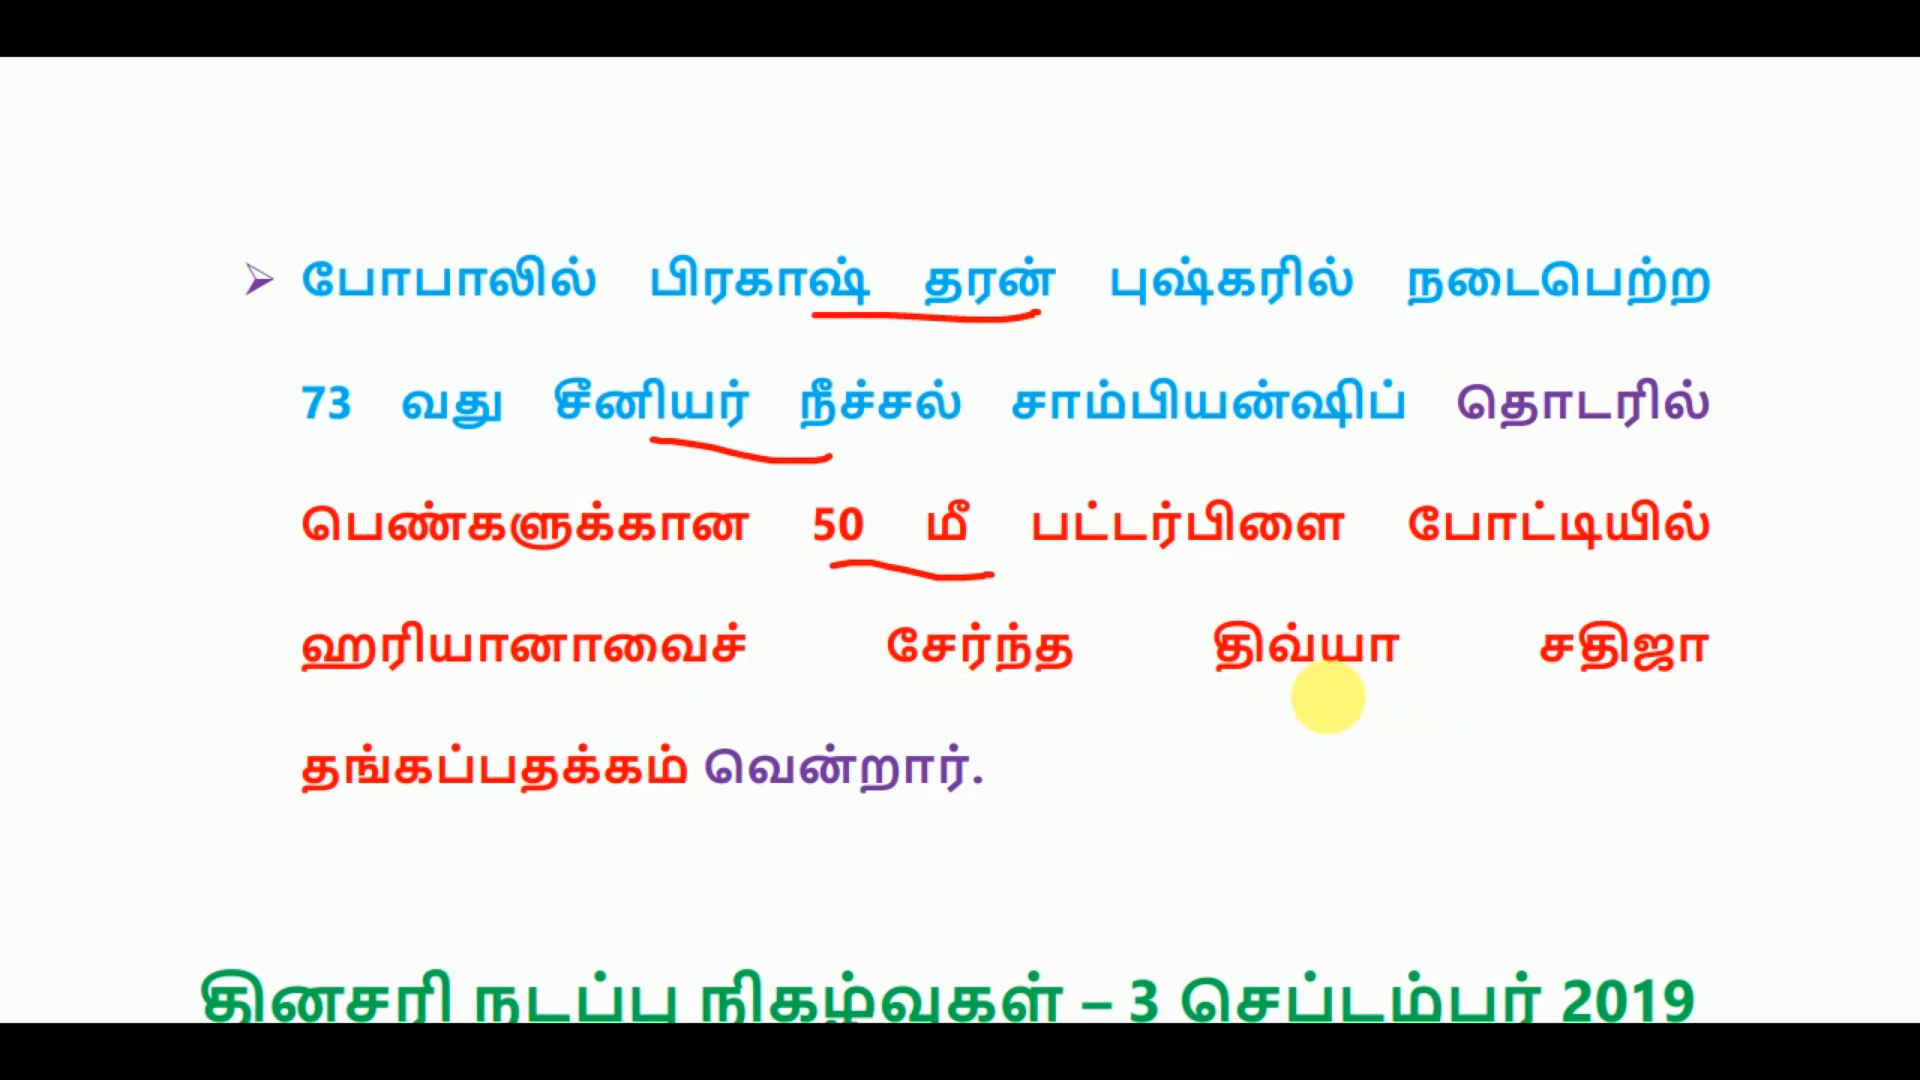 போபாலில் பிரகாஷ் தரன் புஷ்கரில் நடைபெற்ற
73 வது சீனியர் நீச்சல் சாம்பியன்ஷிப் தொடரில்
பெண்களுக்கான 50 மீ பட்டர்பிளை போட்டியில்
ஹரியானாவைச் சேர்ந்த திவ்யா சதிஜா
தங்கப்பதக்கம் வென்றார்.
தினசரி நடப்பு நிகழ்வுகள் – 3 செப்டம்பர் 2019